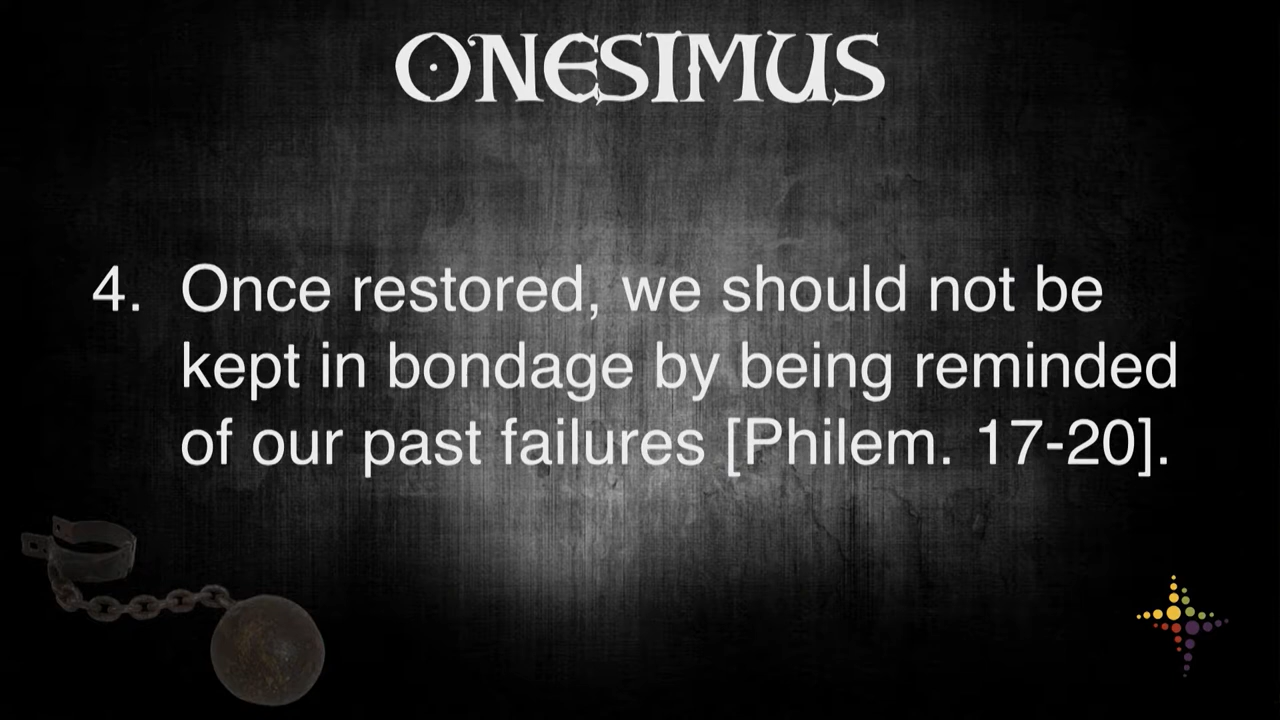 ONESIMUS
4. Once restored, we should not be
kept in bondage by being reminded
of our past failures [Philem. 17-20].